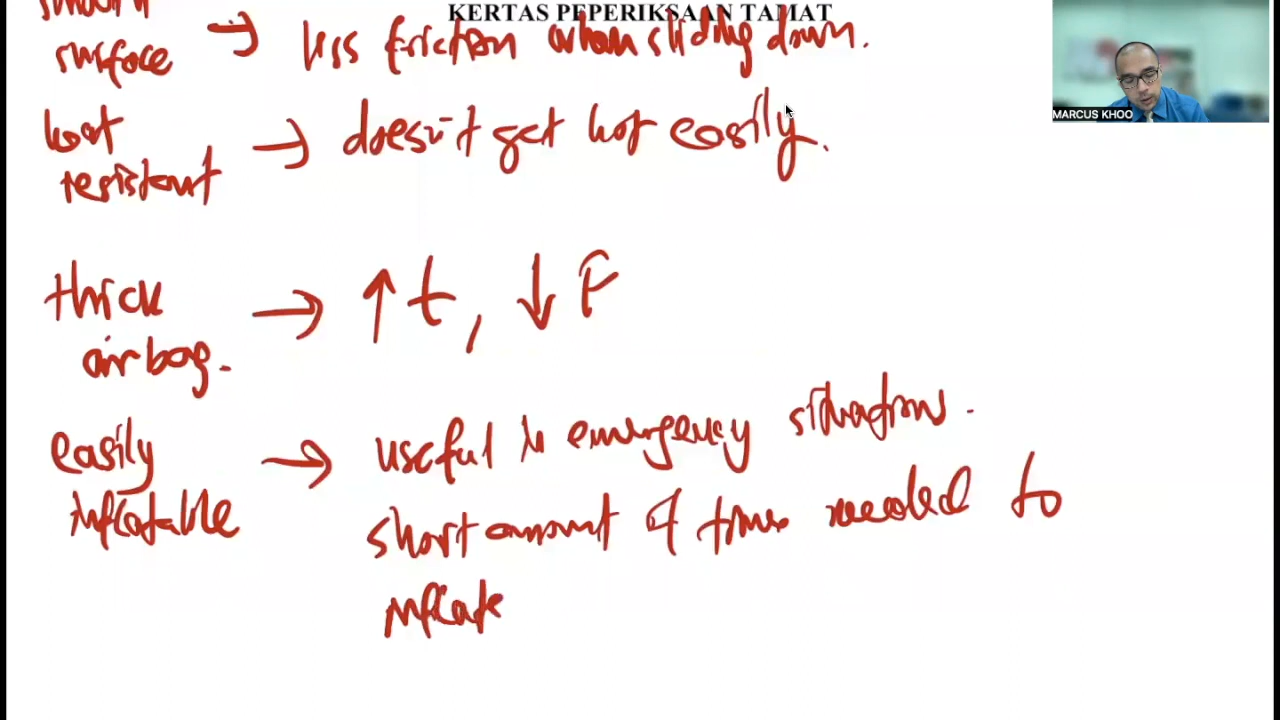 KERTAS PEPERIKSAAN TAMAT
surface → less friction when sliding down.
MARCUS KHOO
heat
resistant → doesn't get hot easily.
thick
airbag. → ↑ t, ↓ F
easily
inflatable → useful in emergency situations.
short amount of time needed to
inflate